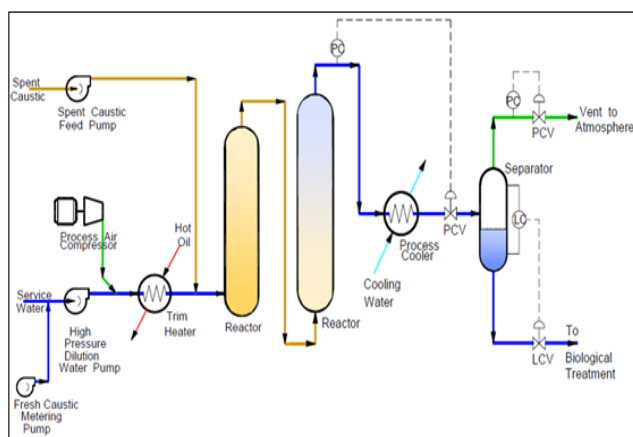 Spent
Caustic
Spent Caustic
Feed Pump
Process Air
Compressor
Hot
Oil
Service
Water
High
Pressure
Dilution
Water Pump
Trim
Heater
Fresh Caustic
Metering
Pump
Reactor
Reactor
PC
Process
Cooler
Cooling
Water
PCV
PC
PCV
Vent to
Atmosphere
Separator
LC
LCV
To
Biological
Treatment